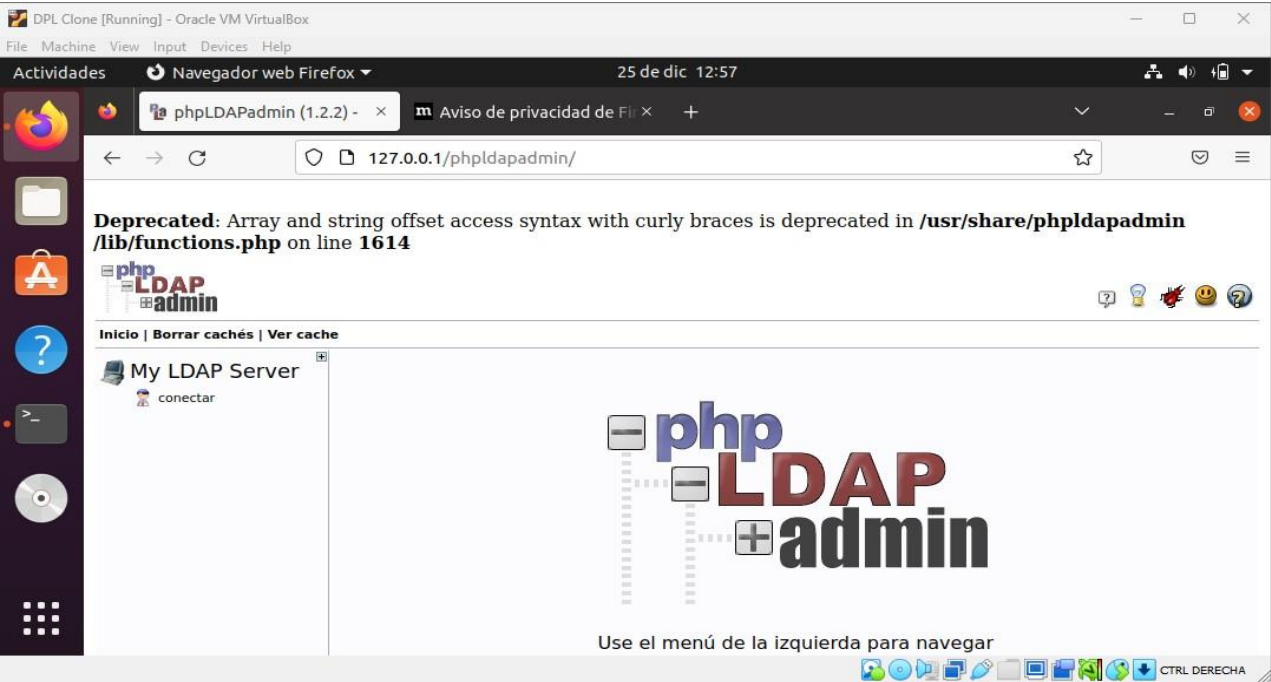 DPL Clone [Running] - Oracle VM VirtualBox
File Machine View Input Devices Help
Actividades Navegador web Firefox 25 de dic 12:57
phpLDAPadmin (1.2.2) - × m Aviso de privacidad de Fir × +
127.0.0.1/phpldapadmin/
Deprecated: Array and string offset access syntax with curly braces is deprecated in /usr/share/phpldapadmin
/lib/functions.php on line 1614
php
LDAP
admin
Inicio | Borrar cachés | Ver cache
My LDAP Server
conectar
php
LDAP
admin
Use el menú de la izquierda para navegar
CTRL DERECHA